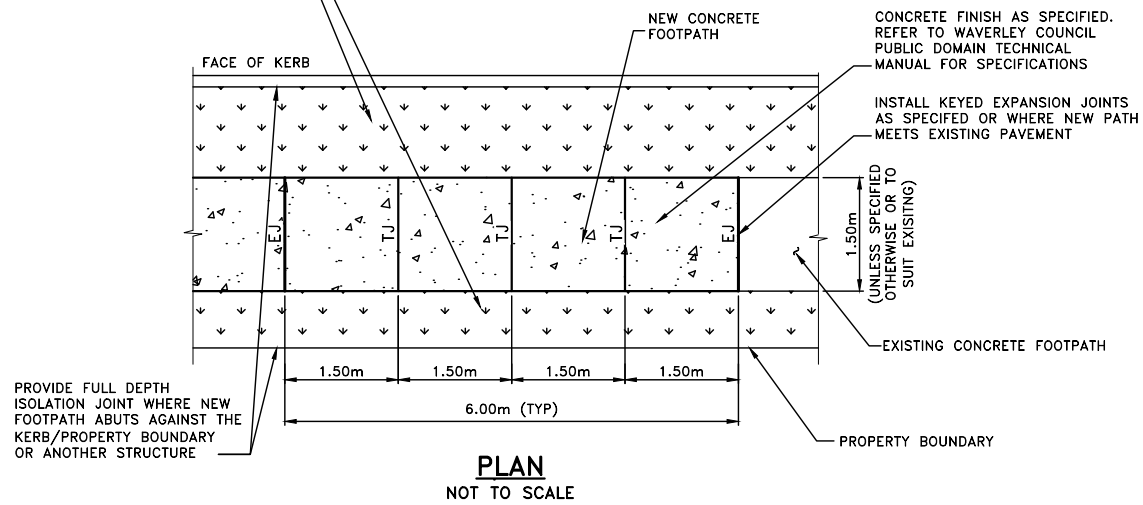 NEW CONCRETE
FOOTPATH
CONCRETE FINISH AS SPECIFIED.
REFER TO WAVERLEY COUNCIL
PUBLIC DOMAIN TECHNICAL
MANUAL FOR SPECIFICATIONS
FACE OF KERB
INSTALL KEYED EXPANSION JOINTS
AS SPECIFED OR WHERE NEW PATH
MEETS EXISTING PAVEMENT
EJ
TJ
TJ
TJ
EJ
1.50m
(UNLESS SPECIFIED
OTHERWISE OR TO
SUIT EXISITNG)
EXISTING CONCRETE FOOTPATH
1.50m
1.50m
1.50m
1.50m
6.00m (TYP)
PROVIDE FULL DEPTH
ISOLATION JOINT WHERE NEW
FOOTPATH ABUTS AGAINST THE
KERB/PROPERTY BOUNDARY
OR ANOTHER STRUCTURE
PROPERTY BOUNDARY
PLAN
NOT TO SCALE